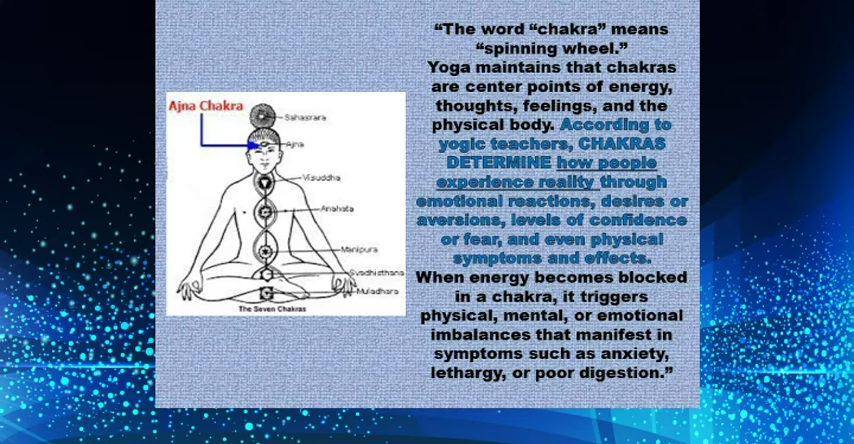 Ajna Chakra
Sahasrara
Ajna
Visuddha
Anahata
Manipura
Svadhisthana
Muladhara
The Seven Chakras
“The word “chakra” means
“spinning wheel.”
Yoga maintains that chakras
are center points of energy,
thoughts, feelings, and the
physical body. According to
yogic teachers, CHAKRAS
DETERMINE how people
experience reality through
emotional reactions, desires or
aversions, levels of confidence
or fear, and even physical
symptoms and effects.
When energy becomes blocked
in a chakra, it triggers
physical, mental, or emotional
imbalances that manifest in
symptoms such as anxiety,
lethargy, or poor digestion.”